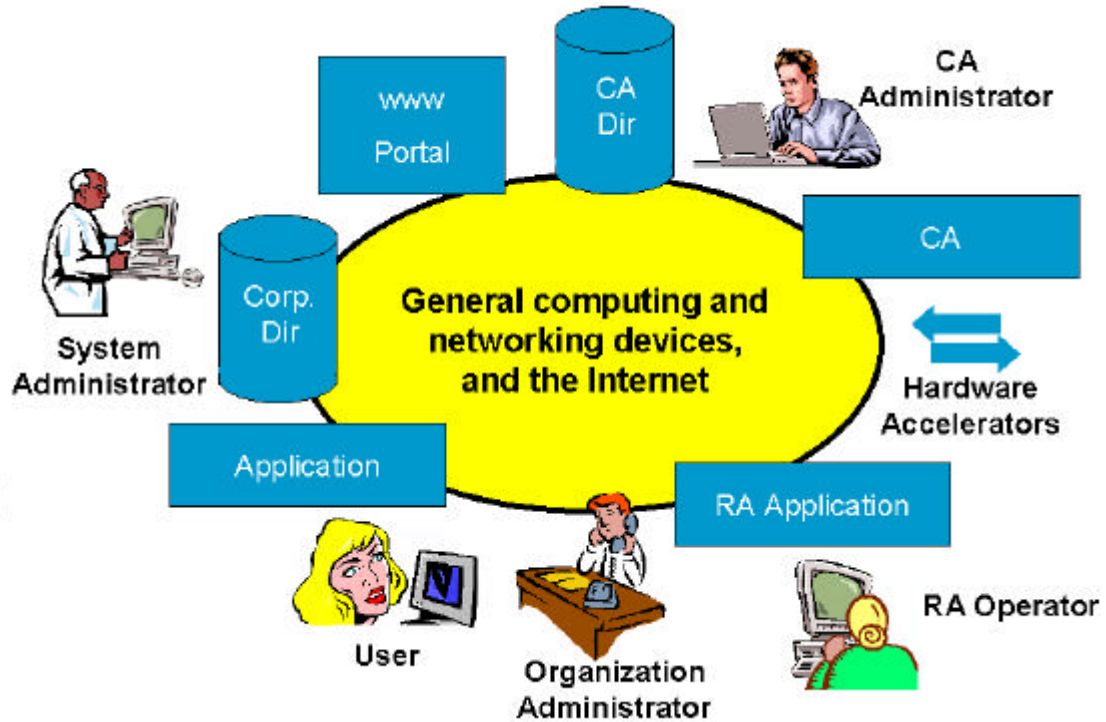 www
Portal
CA
Dir
CA
Administrator
CA
Corp.
Dir
General computing and
networking devices,
and the Internet
System
Administrator
Hardware
Accelerators
Application
RA Application
User
Organization
Administrator
RA Operator